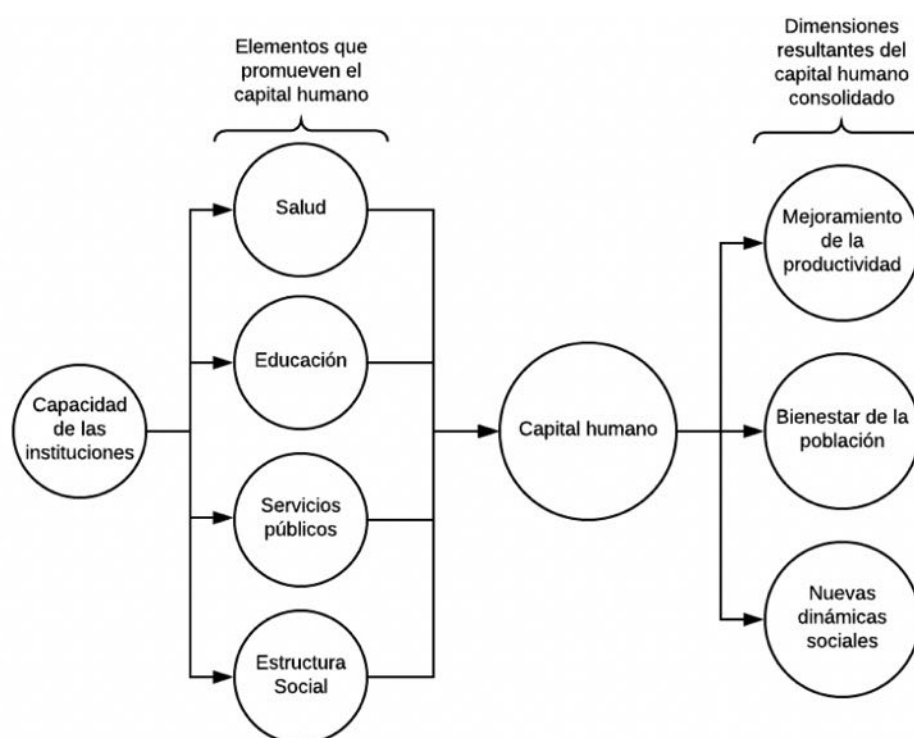 Elementos que
promueven el
capital humano
Dimensiones
resultantes del
capital humano
consolidado
Capacidad
de las
instituciones
Salud
Educación
Servicios
públicos
Estructura
Social
Capital humano
Mejoramiento
de la
productividad
Bienestar de la
población
Nuevas
dinámicas
sociales